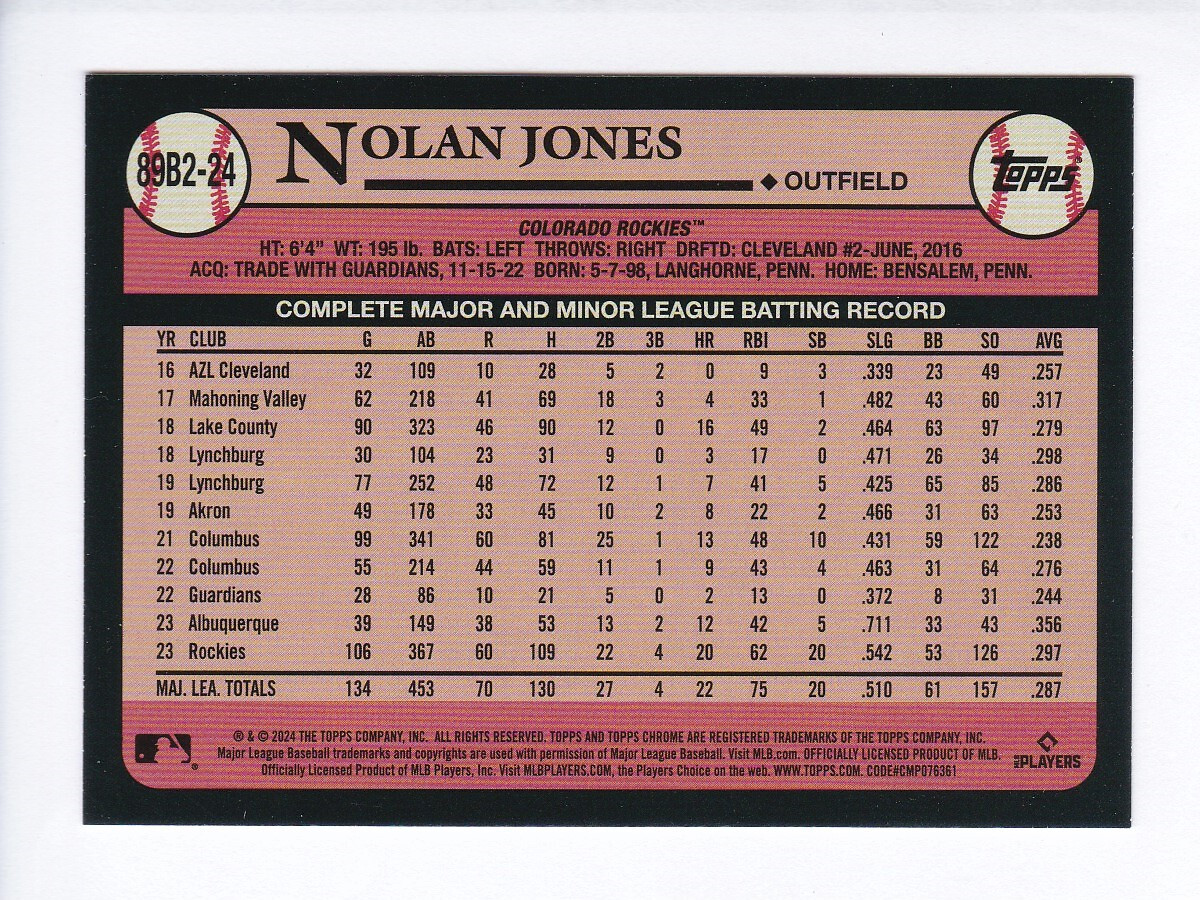 89B2-24
NOLAN JONES
◆ OUTFIELD
topps®
COLORADO ROCKIES™
HT: 6'4" WT: 195 lb. BATS: LEFT THROWS: RIGHT DRFTD: CLEVELAND #2-JUNE, 2016
ACQ: TRADE WITH GUARDIANS, 11-15-22 BORN: 5-7-98, LANGHORNE, PENN. HOME: BENSALEM, PENN.
COMPLETE MAJOR AND MINOR LEAGUE BATTING RECORD
YR CLUB G AB R H 2B 3B HR RBI SB SLG BB SO AVG
16 AZL Cleveland 32 109 10 28 5 2 0 9 3 .339 23 49 .257
17 Mahoning Valley 62 218 41 69 18 3 4 33 1 .482 43 60 .317
18 Lake County 90 323 46 90 12 0 16 49 2 .464 63 97 .279
18 Lynchburg 30 104 23 31 9 0 3 17 0 .471 26 34 .298
19 Lynchburg 77 252 48 72 12 1 7 41 5 .425 65 85 .286
19 Akron 49 178 33 45 10 2 8 22 2 .466 31 63 .253
21 Columbus 99 341 60 81 25 1 13 48 10 .431 59 122 .238
22 Columbus 55 214 44 59 11 1 9 43 4 .463 31 64 .276
22 Guardians 28 86 10 21 5 0 2 13 0 .372 8 31 .244
23 Albuquerque 39 149 38 53 13 2 12 42 5 .711 33 43 .356
23 Rockies 106 367 60 109 22 4 20 62 20 .542 53 126 .297
MAJ. LEA. TOTALS 134 453 70 130 27 4 22 75 20 .510 61 157 .287
® & © 2024 THE TOPPS COMPANY, INC. ALL RIGHTS RESERVED. TOPPS AND TOPPS CHROME ARE REGISTERED TRADEMARKS OF THE TOPPS COMPANY, INC.
Major League Baseball trademarks and copyrights are used with permission of Major League Baseball. Visit MLB.com. OFFICIALLY LICENSED PRODUCT OF MLB.
Officially Licensed Product of MLB Players, Inc. Visit MLBPLAYERS.COM, the Players Choice on the web. WWW.TOPPS.COM. CODE#CMP076361
MLB PLAYERS